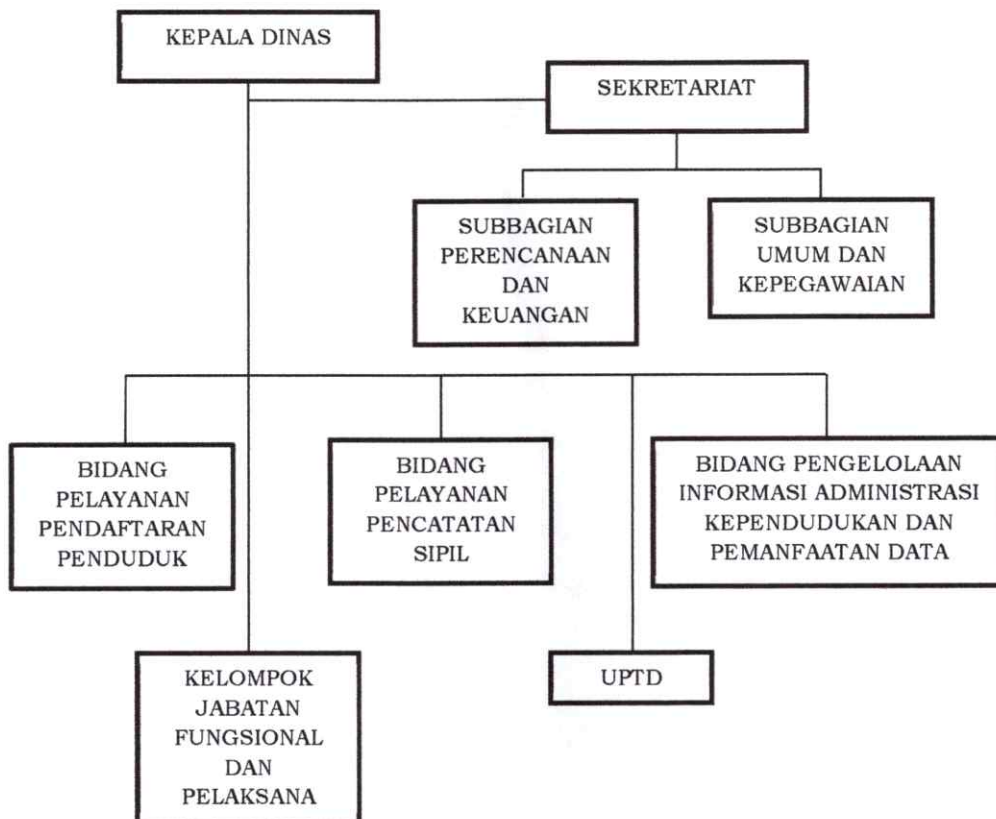 KEPALA DINAS
SEKRETARIAT
SUBBAGIAN
PERENCANAAN
DAN
KEUANGAN
SUBBAGIAN
UMUM DAN
KEPEGAWAIAN
BIDANG
PELAYANAN
PENDAFTARAN
PENDUDUK
BIDANG
PELAYANAN
PENCATATAN
SIPIL
BIDANG PENGELOLAAN
INFORMASI ADMINISTRASI
KEPENDUDUKAN DAN
PEMANFAATAN DATA
KELOMPOK
JABATAN
FUNGSIONAL
DAN
PELAKSANA
UPTD